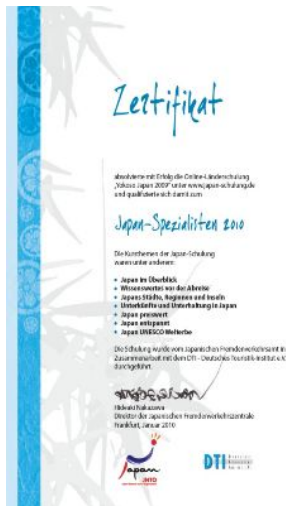 Zertifikat
absolvierte mit Erfolg die Online-Länderschulung
„Yokoso Japan 2009" unter www.japan-schulung.de
und qualifizierte sich damit zum
Japan-Spezialisten 2010
Die Kursthemen der Japan-Schulung
waren unter anderem:
• Japan im Überblick
• Wissenswertes vor der Abreise
• Japans Städte, Regionen und Inseln
• Unterkünfte und Unterhaltung in Japan
• Japan preiswert
• Japan entspannt
• Japan UNESCO Welterbe
Die Schulung wurde vom Japanischen Fremdenverkehrsamt in
Zusammenarbeit mit dem DTI - Deutsches Touristik-Institut e.V.
durchgeführt.
Hideaki Nakazawa
Direktor der Japanischen Fremdenverkehrszentrale
Frankfurt, Januar 2010
Japan
JNTO
DTI